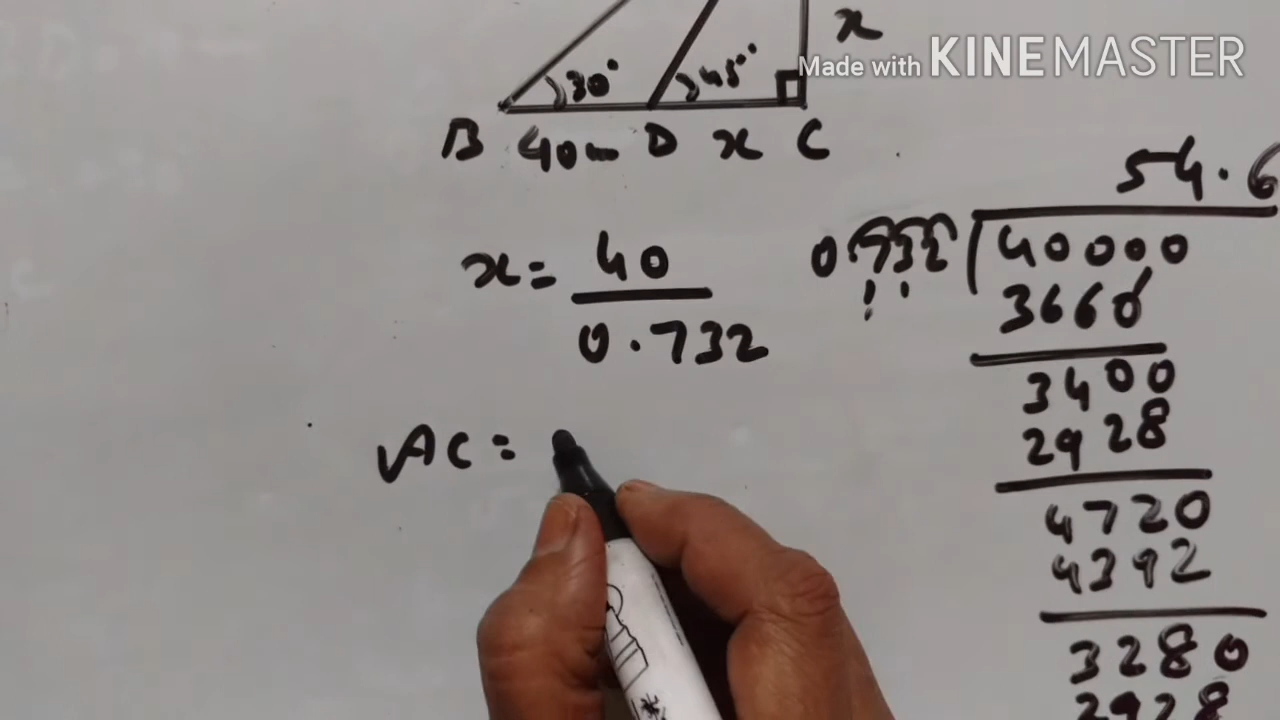 x
Made with KINEMASTER
30° 45°
B 40m D x C
54.6
x = 40 / 0.732
0.732 ) 40000
3660
3400
2928
4720
4392
3280
2928
AC =